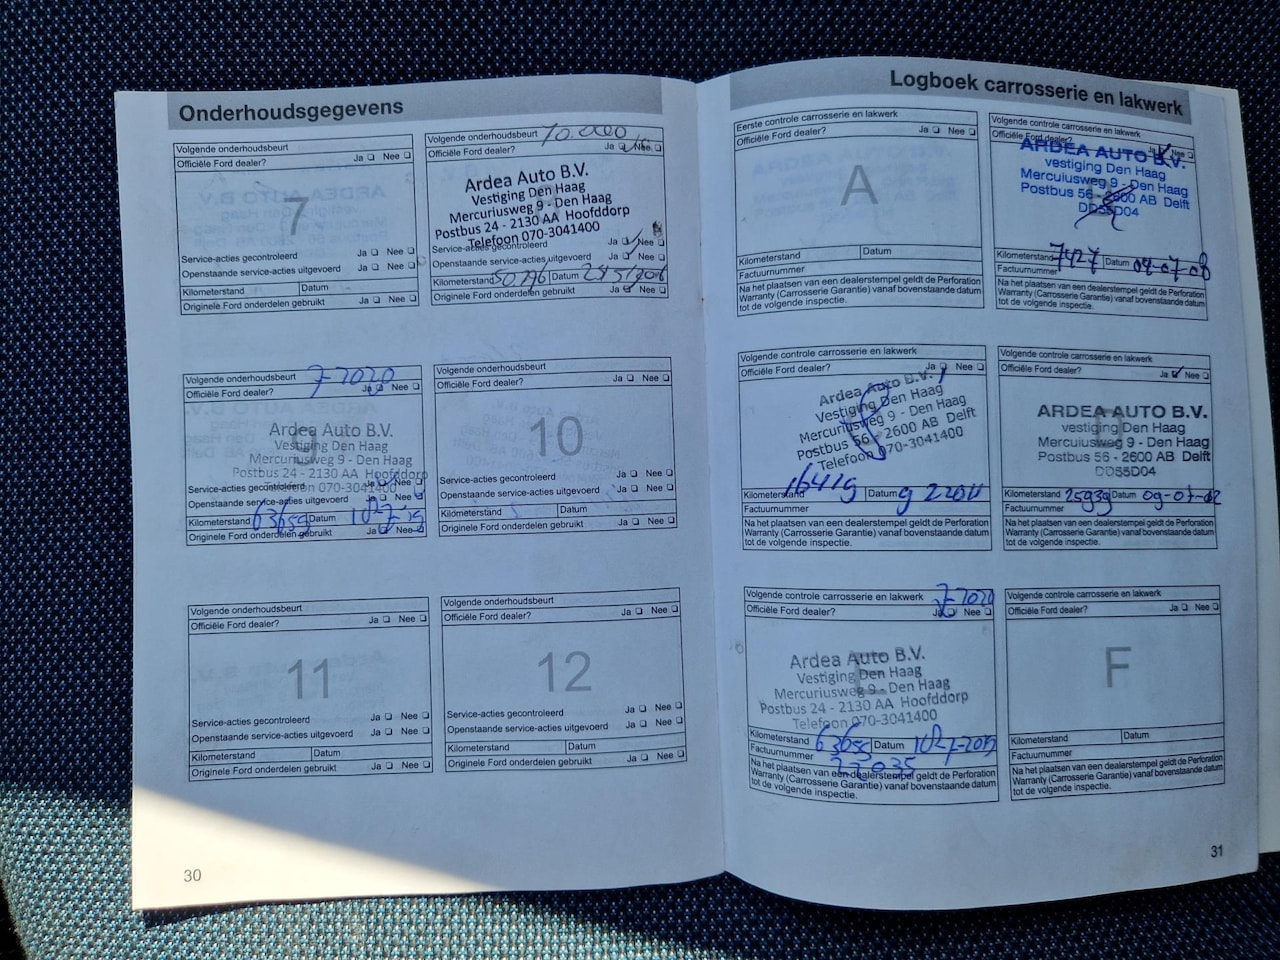 Onderhoudsgegevens
Volgende onderhoudsbeurt
Officiële Ford dealer? Ja Nee
7
Service-acties gecontroleerd Ja Nee
Openstaande service-acties uitgevoerd Ja Nee
Kilometerstand Datum
Originele Ford onderdelen gebruikt Ja Nee
Volgende onderhoudsbeurt 70.000
Officiële Ford dealer? Ja Nee
Ardea Auto B.V.
Vestiging Den Haag
Mercuriusweg 9 - Den Haag
Postbus 24 - 2130 AA Hoofddorp
Telefoon 070-3041400
Service-acties gecontroleerd Ja Nee
Openstaande service-acties uitgevoerd Ja Nee
Kilometerstand 50796 Datum
Originele Ford onderdelen gebruikt Ja Nee
Volgende onderhoudsbeurt 7-2020
Officiële Ford dealer? Ja Nee
9
Ardea Auto B.V.
Vestiging Den Haag
Mercuriusweg 9 - Den Haag
Postbus 24 - 2130 AA Hoofddorp
Telefoon 070-3041400
Service-acties gecontroleerd Ja Nee
Openstaande service-acties uitgevoerd Ja Nee
Kilometerstand 63659 Datum
Originele Ford onderdelen gebruikt Ja Nee
Volgende onderhoudsbeurt
Officiële Ford dealer? Ja Nee
10
Service-acties gecontroleerd Ja Nee
Openstaande service-acties uitgevoerd Ja Nee
Kilometerstand Datum
Originele Ford onderdelen gebruikt Ja Nee
Volgende onderhoudsbeurt
Officiële Ford dealer? Ja Nee
11
Service-acties gecontroleerd Ja Nee
Openstaande service-acties uitgevoerd Ja Nee
Kilometerstand Datum
Originele Ford onderdelen gebruikt Ja Nee
Volgende onderhoudsbeurt
Officiële Ford dealer? Ja Nee
12
Service-acties gecontroleerd Ja Nee
Openstaande service-acties uitgevoerd Ja Nee
Kilometerstand Datum
Originele Ford onderdelen gebruikt Ja Nee
30
Logboek carrosserie en lakwerk
Eerste controle carrosserie en lakwerk
Officiële Ford dealer? Ja Nee
A
Kilometerstand Datum
Factuurnummer
Na het plaatsen van een dealerstempel geldt de Perforation
Warranty (Carrosserie Garantie) vanaf bovenstaande datum
tot de volgende inspectie.
Volgende controle carrosserie en lakwerk
Officiële Ford dealer? Ja Nee
ARDEA AUTO B.V.
vestiging Den Haag
Mercuiusweg 9 - Den Haag
Postbus 56 - 2600 AB Delft
DD55D04
Kilometerstand 7427 Datum 04-07-08
Factuurnummer
Na het plaatsen van een dealerstempel geldt de Perforation
Warranty (Carrosserie Garantie) vanaf bovenstaande datum
tot de volgende inspectie.
Volgende controle carrosserie en lakwerk
Officiële Ford dealer? Ja Nee
Ardea Auto B.V.
Vestiging Den Haag
Mercuriusweg 9 - Den Haag
Postbus 56 - 2600 AB Delft
Telefoon 070-3041400
Kilometerstand 16419 Datum
Factuurnummer
Na het plaatsen van een dealerstempel geldt de Perforation
Warranty (Carrosserie Garantie) vanaf bovenstaande datum
tot de volgende inspectie.
Volgende controle carrosserie en lakwerk
Officiële Ford dealer? Ja Nee
ARDEA AUTO B.V.
vestiging Den Haag
Mercuiusweg 9 - Den Haag
Postbus 56 - 2600 AB Delft
DD55D04
Kilometerstand 25939 Datum
Factuurnummer
Na het plaatsen van een dealerstempel geldt de Perforation
Warranty (Carrosserie Garantie) vanaf bovenstaande datum
tot de volgende inspectie.
Volgende controle carrosserie en lakwerk 7-2020
Officiële Ford dealer? Ja Nee
Ardea Auto B.V.
Vestiging Den Haag
Mercuriusweg 9 - Den Haag
Postbus 24 - 2130 AA Hoofddorp
Telefoon 070-3041400
Kilometerstand 63659 Datum
Factuurnummer
Na het plaatsen van een dealerstempel geldt de Perforation
Warranty (Carrosserie Garantie) vanaf bovenstaande datum
tot de volgende inspectie.
Volgende controle carrosserie en lakwerk
Officiële Ford dealer? Ja Nee
F
Kilometerstand Datum
Factuurnummer
Na het plaatsen van een dealerstempel geldt de Perforation
Warranty (Carrosserie Garantie) vanaf bovenstaande datum
tot de volgende inspectie.
31